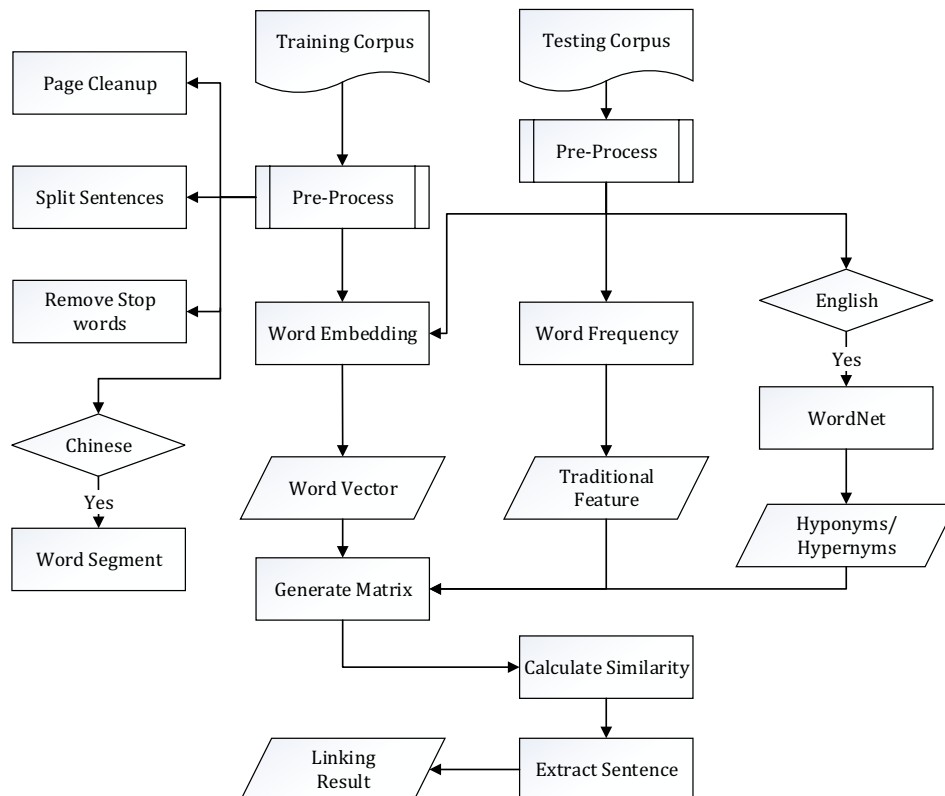 Training Corpus
Testing Corpus
Page Cleanup
Pre-Process
Split Sentences
Pre-Process
Remove Stop
words
Word Embedding
Word Frequency
English
Yes
Chinese
WordNet
Yes
Word Vector
Traditional
Feature
Word Segment
Hyponyms/
Hypernyms
Generate Matrix
Calculate Similarity
Linking
Result
Extract Sentence